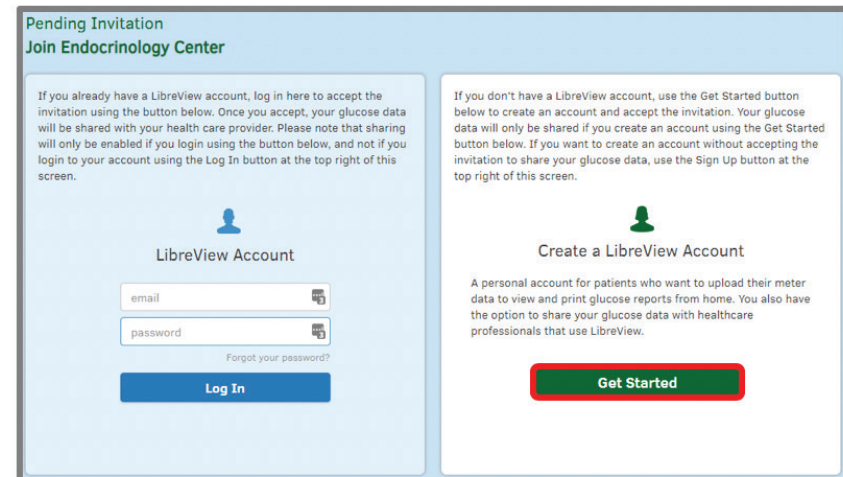 Pending Invitation
Join Endocrinology Center
If you already have a LibreView account, log in here to accept the
invitation using the button below. Once you accept, your glucose data
will be shared with your health care provider. Please note that sharing
will only be enabled if you login using the button below, and not if you
login to your account using the Log In button at the top right of this
screen.
LibreView Account
email
password
Forgot your password?
Log In
If you don't have a LibreView account, use the Get Started button
below to create an account and accept the invitation. Your glucose
data will only be shared if you create an account using the Get Started
button below. If you want to create an account without accepting the
invitation to share your glucose data, use the Sign Up button at the
top right of this screen.
Create a LibreView Account
A personal account for patients who want to upload their meter
data to view and print glucose reports from home. You also have
the option to share your glucose data with healthcare
professionals that use LibreView.
Get Started